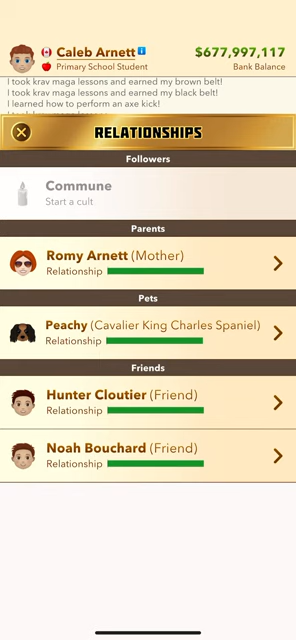 Caleb Arnett
$677,997,117
Primary School Student
Bank Balance
I took krav maga lessons and earned my brown belt!
I took krav maga lessons and earned my black belt!
I learned how to perform an axe kick!
RELATIONSHIPS
Followers
Commune
Start a cult
Parents
Romy Arnett (Mother)
Relationship
Pets
Peachy (Cavalier King Charles Spaniel)
Relationship
Friends
Hunter Cloutier (Friend)
Relationship
Noah Bouchard (Friend)
Relationship